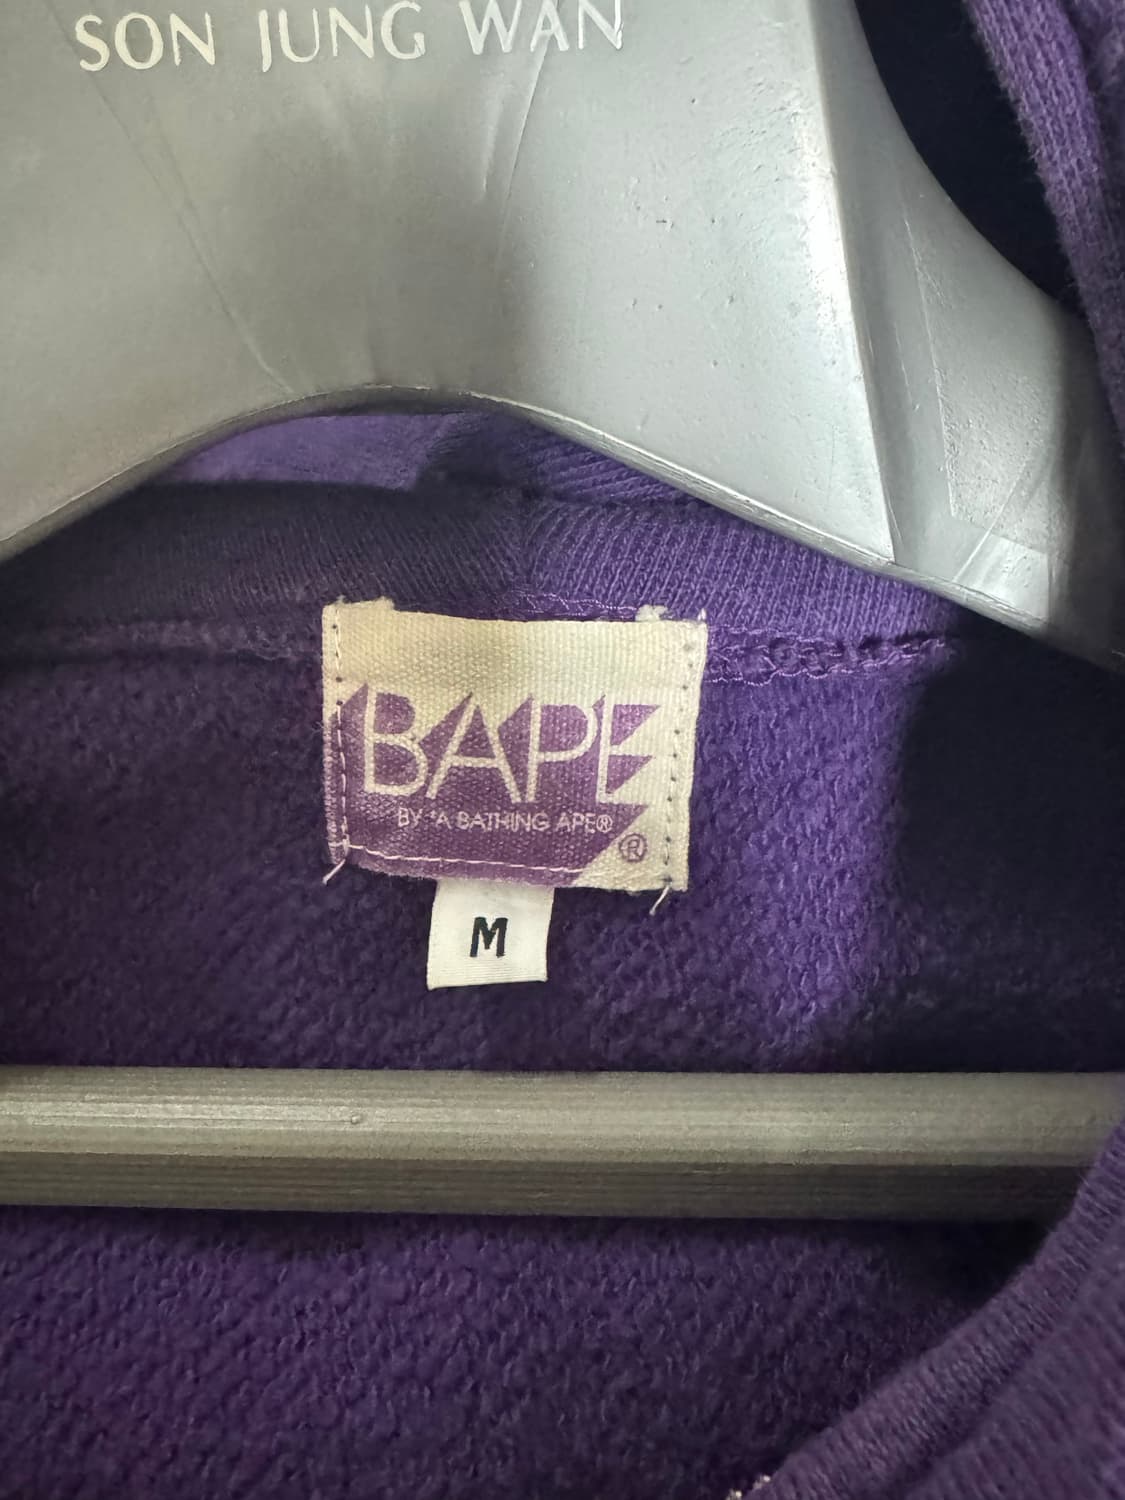 SON JUNG WAN
BAPE
BY *A BATHING APE®
®
M